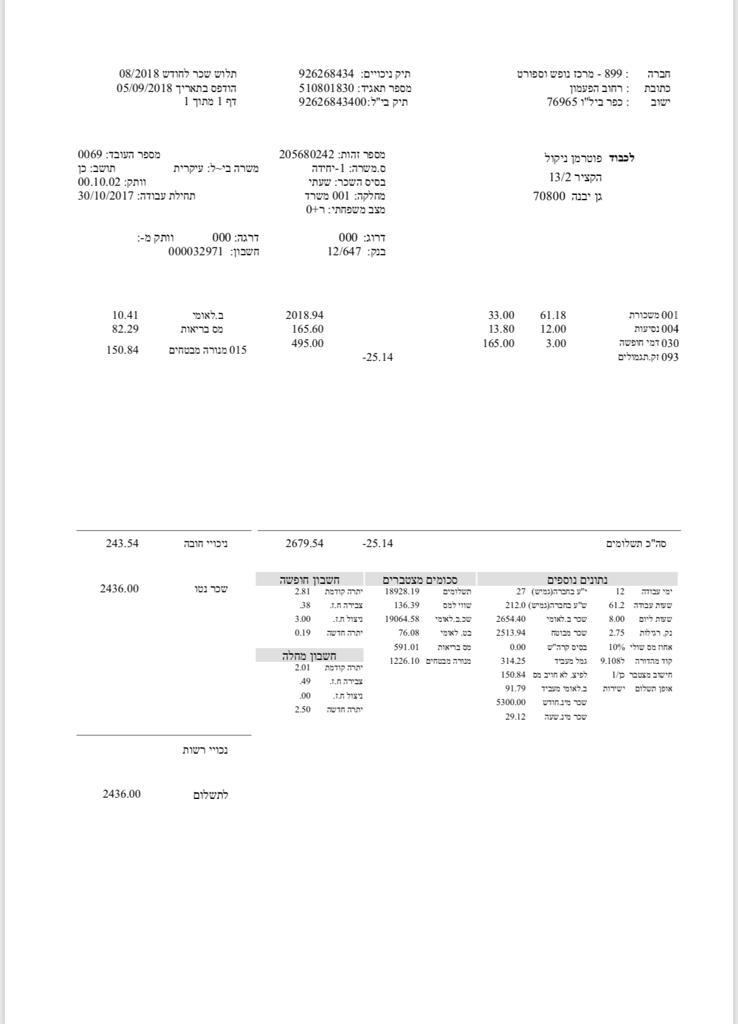 חברה : 899 - מרכז נופש וספורט תיק ניכויים: 926268434 תלוש שכר לחודש 08/2018
כתובת : רחוב הפעמון מספר תאגיד: 510801830 הודפס בתאריך 05/09/2018
ישוב : כפר ביל"ו 76965 תיק בי"ל: 92626843400 דף 1 מתוך 1
לכבוד פוטרמן ניקול
הקציר 13/2
גן יבנה 70800
מספר זהות: 205680242 מספר העובד: 0069
ס.משרה: 1-יחידה משרה בי~ל: עיקרית תושב: כן
בסיס השכר: שעתי וותק: 00.10.02
מחלקה: 001 משרד תחילת עבודה: 30/10/2017
מצב משפחתי: ר+0
דרוג: 000 דרגה: 000 וותק מ-:
בנק: 12/647 חשבון: 000032971
001 משכורת 61.18 33.00 2018.94 ב.לאומי 10.41
004 נסיעות 12.00 13.80 165.60 מס בריאות 82.29
030 דמי חופשה 3.00 165.00 495.00
015 מנורה מבטחים 150.84
093 זק.תגמולים -25.14
סה"כ תשלומים -25.14 2679.54 ניכויי חובה 243.54
נתונים נוספים סכומים מצטברים חשבון חופשה
שכר נטו 2436.00
ימי עבודה 12 י"ע בחברה(גמיש) 27 תשלומים 18928.19 יתרה קודמת 2.81
שעות עבודה 61.2 ש"ע בחברה(גמיש) 212.0 שווי למס 136.39 צבירה ח.ז. .38
שעות ליום 8.00 שכר ב.לאומי 2654.40 שכ.ב.לאומי 19064.58 ניצול ח.ז. 3.00
נק. רגילות 2.75 שכר מבוטח 2513.94 בט. לאומי 76.08 יתרה חדשה 0.19
אחוז מס שולי 10% בסיס קרה"ש 0.00 מס בריאות 591.01
קוד מהדורה 9.108ל גמל מעביד 314.25 מנורה מבטחים 1226.10
חשבון מחלה
חישוב מצטבר כן/1 לפיצ. לא חויב מס 150.84 יתרה קודמת 2.01
אופן תשלום ישירות ב.לאומי מעביד 91.79 צבירה ח.ז. .49
שכר מינ.חודש 5300.00 ניצול ח.ז. .00
שכר מינ.שעה 29.12 יתרה חדשה 2.50
נכויי רשות
לתשלום 2436.00